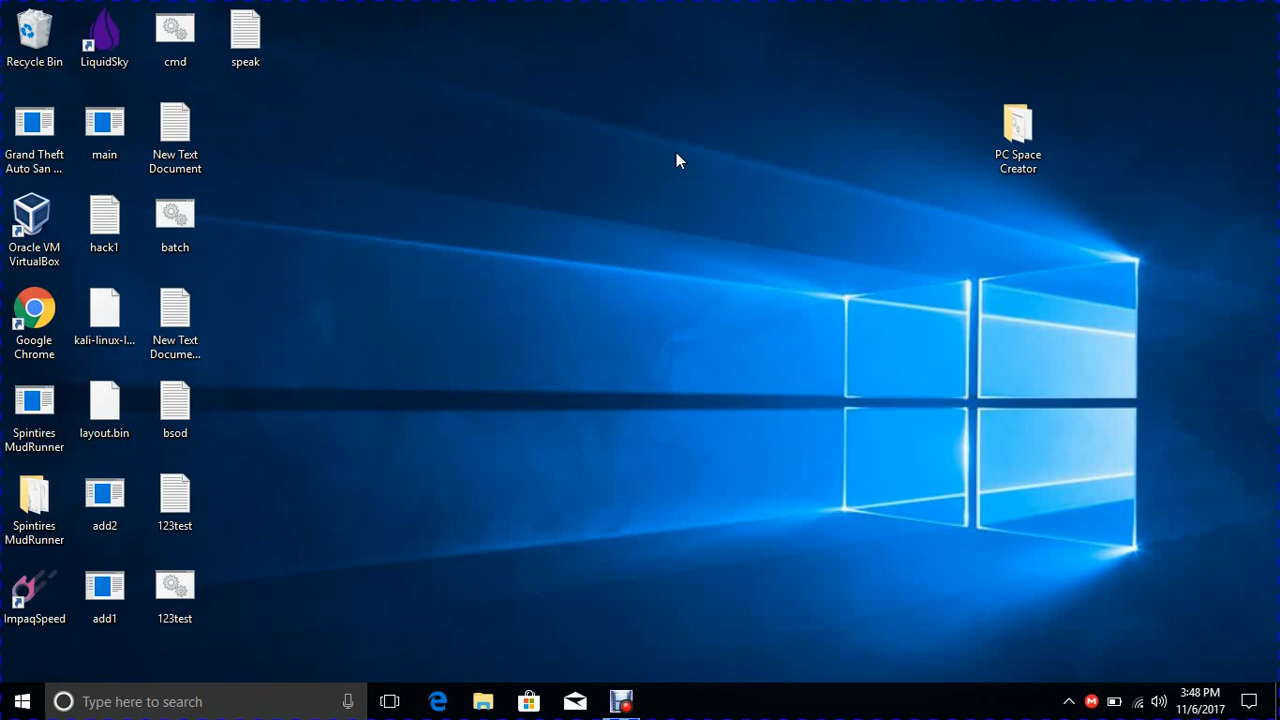 Recycle Bin
LiquidSky
cmd
speak
Grand Theft
Auto San ...
main
New Text
Document
PC Space
Creator
Oracle VM
VirtualBox
hack1
batch
Google
Chrome
kali-linux-l...
New Text
Docume...
Spintires
MudRunner
layout.bin
bsod
Spintires
MudRunner
add2
123test
ImpaqSpeed
add1
123test
Type here to search
3:48 PM
11/6/2017